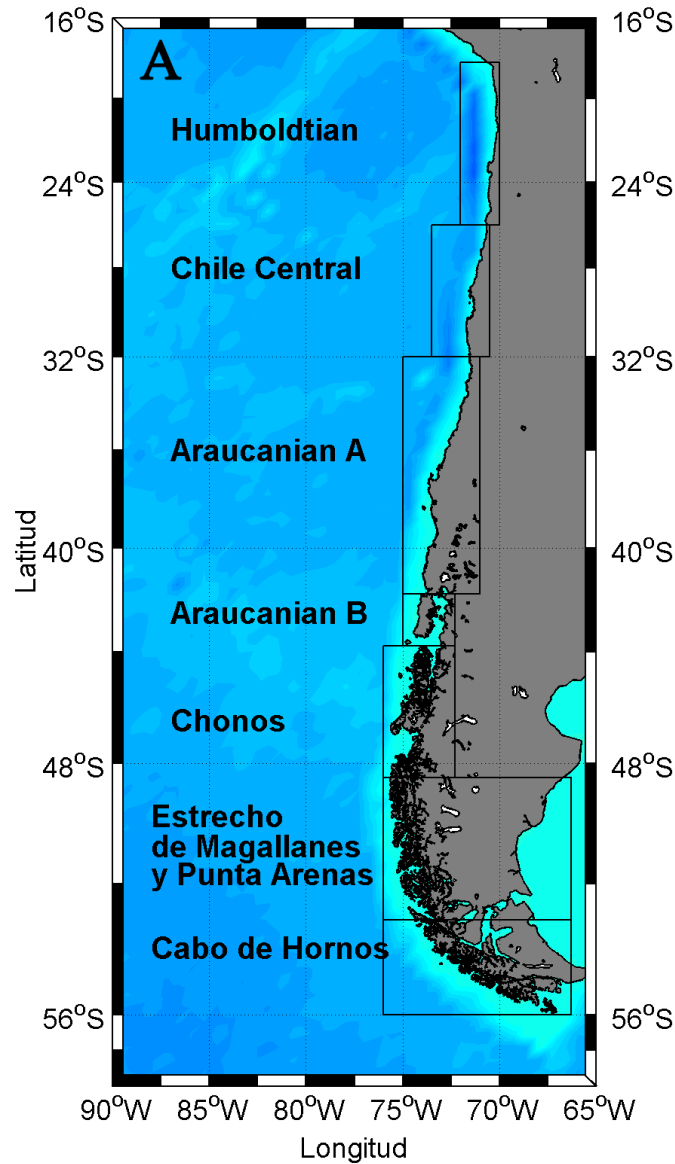 16°S
16°S
A
Humboldtian
24°S
24°S
Chile Central
32°S
32°S
Araucanian A
40°S
40°S
Latitud
Araucanian B
Chonos
48°S
48°S
Estrecho
de Magallanes
y Punta Arenas
Cabo de Hornos
56°S
56°S
90°W
85°W
80°W
75°W
70°W
65°W
Longitud